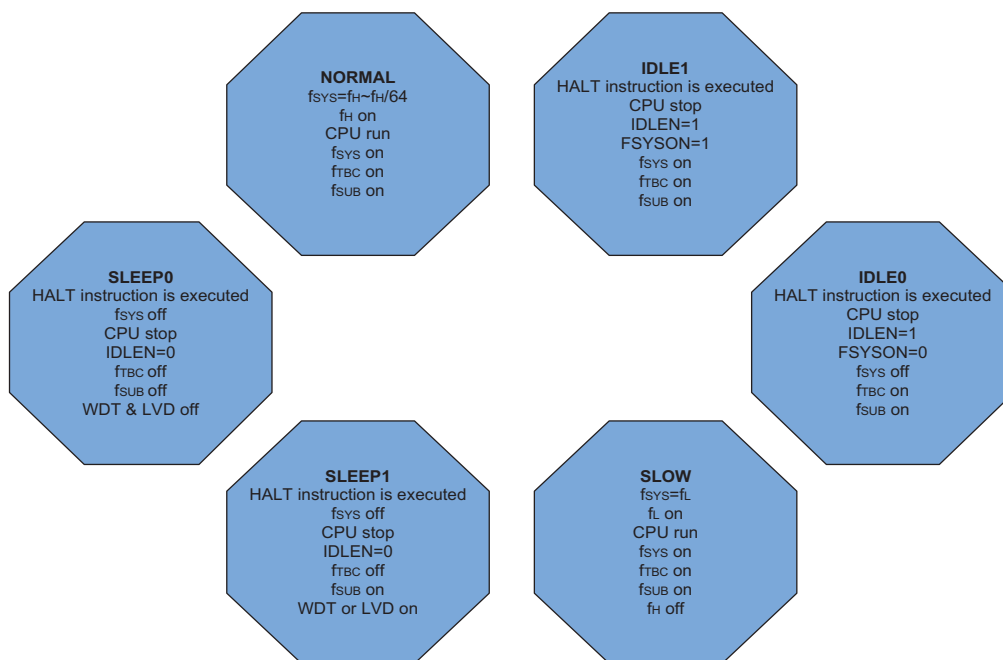 NORMAL
fSYS=fH~fH/64
fH on
CPU run
fSYS on
fTBC on
fSUB on
IDLE1
HALT instruction is executed
CPU stop
IDLEN=1
FSYSON=1
fSYS on
fTBC on
fSUB on
SLEEP0
HALT instruction is executed
fSYS off
CPU stop
IDLEN=0
fTBC off
fSUB off
WDT & LVD off
IDLE0
HALT instruction is executed
CPU stop
IDLEN=1
FSYSON=0
fSYS off
fTBC on
fSUB on
SLEEP1
HALT instruction is executed
fSYS off
CPU stop
IDLEN=0
fTBC off
fSUB on
WDT or LVD on
SLOW
fSYS=fL
fL on
CPU run
fSYS on
fTBC on
fSUB on
fH off